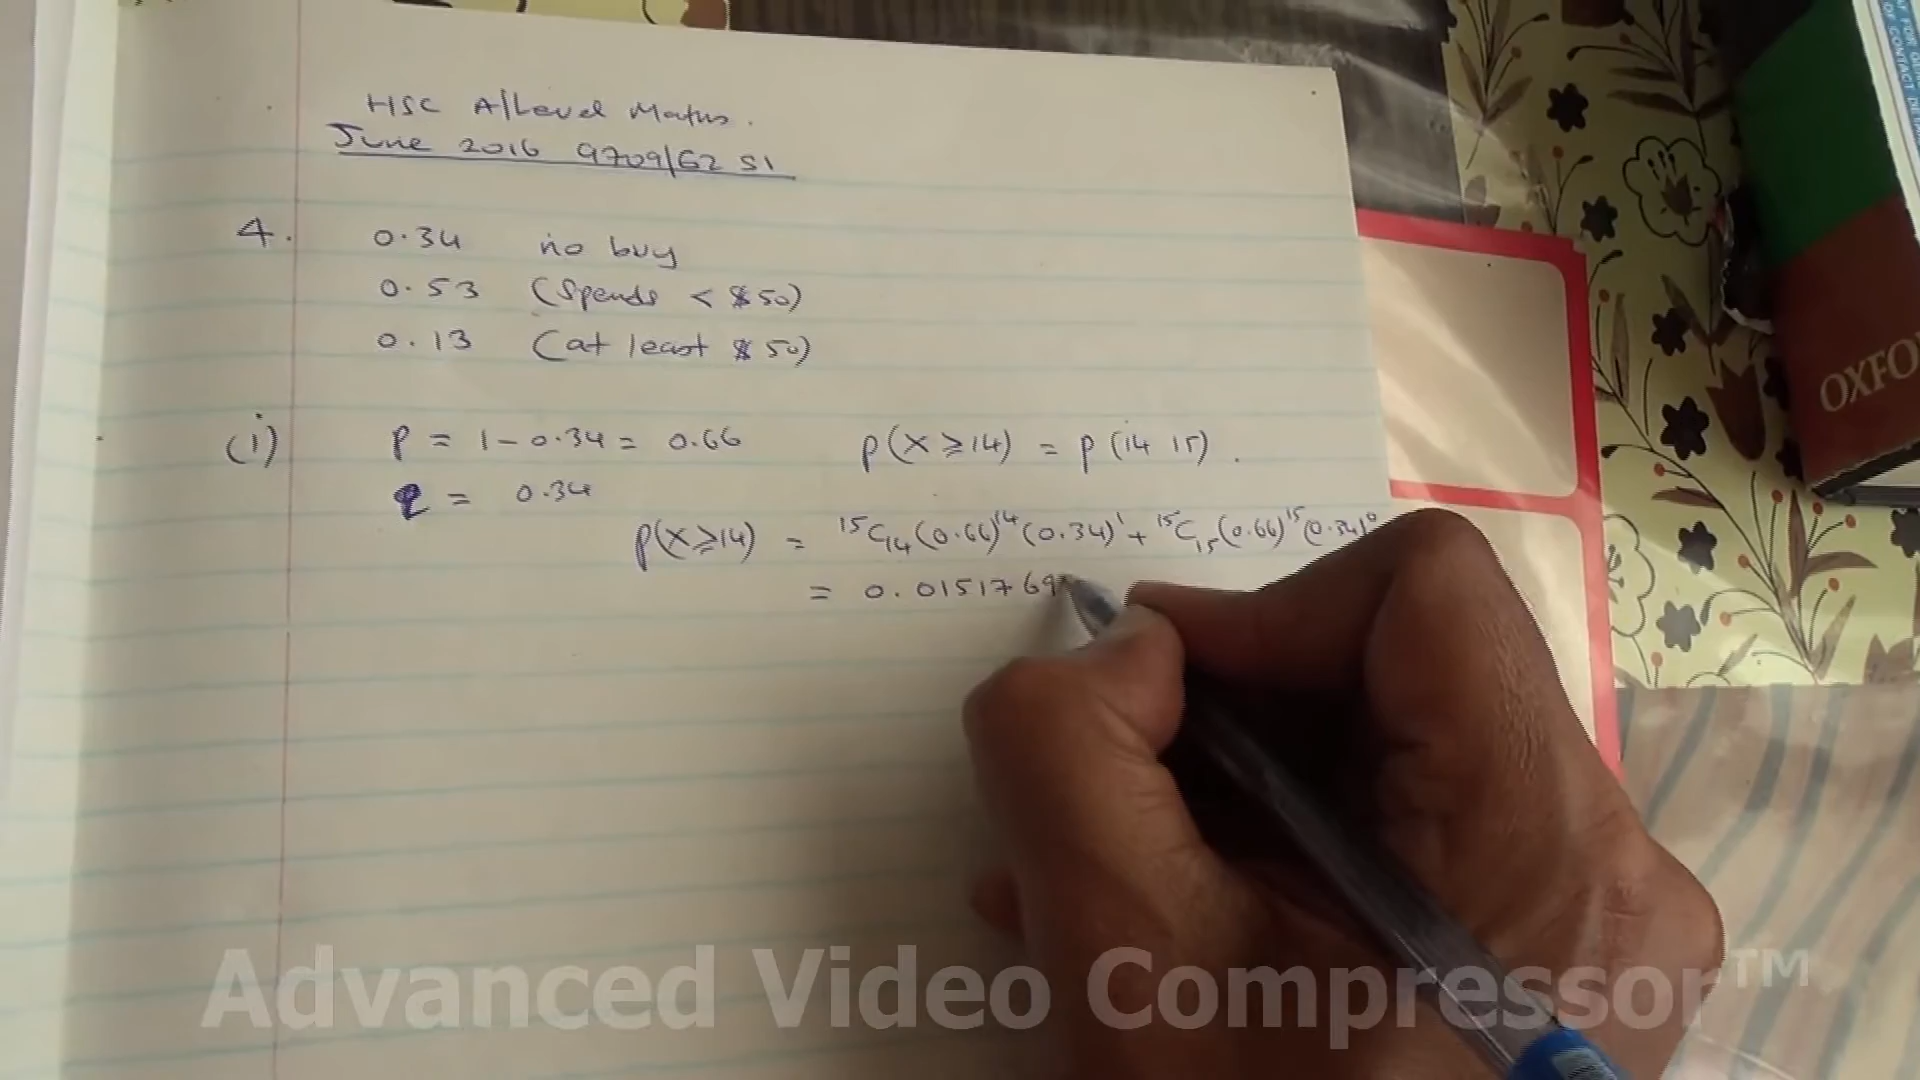 HSC A/Level Maths.
June 2016 9709/62 S1
4. 0.34 no buy
0.53 (Spends < $50)
0.13 (at least $50)
(i) p = 1 - 0.34 = 0.66 p(X ≥ 14) = p(14 15).
q = 0.34
p(X ≥ 14) = ¹⁵C₁₄(0.66)¹⁴(0.34)¹ + ¹⁵C₁₅(0.66)¹⁵(0.34)⁰
= 0.0151769
OXFO
OF CONTACT
Advanced Video Compressor™